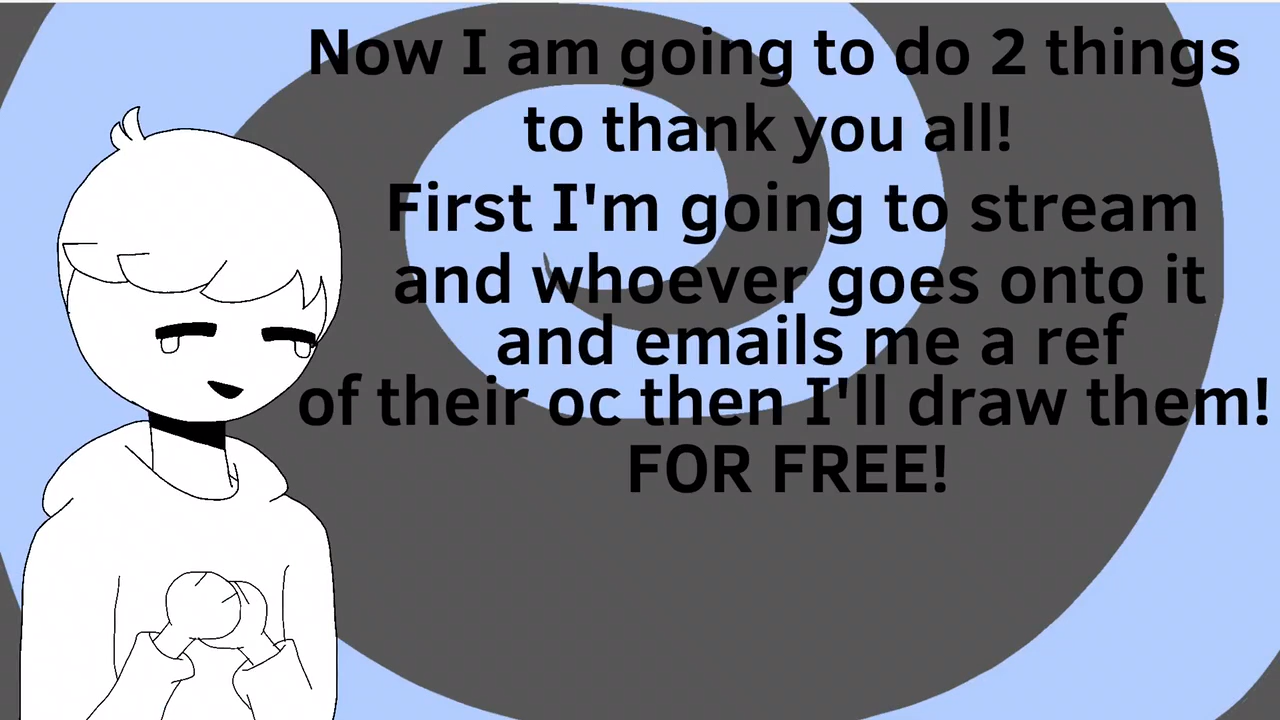 Now I am going to do 2 things
to thank you all!
First I'm going to stream
and whoever goes onto it
and emails me a ref
of their oc then I'll draw them!
FOR FREE!